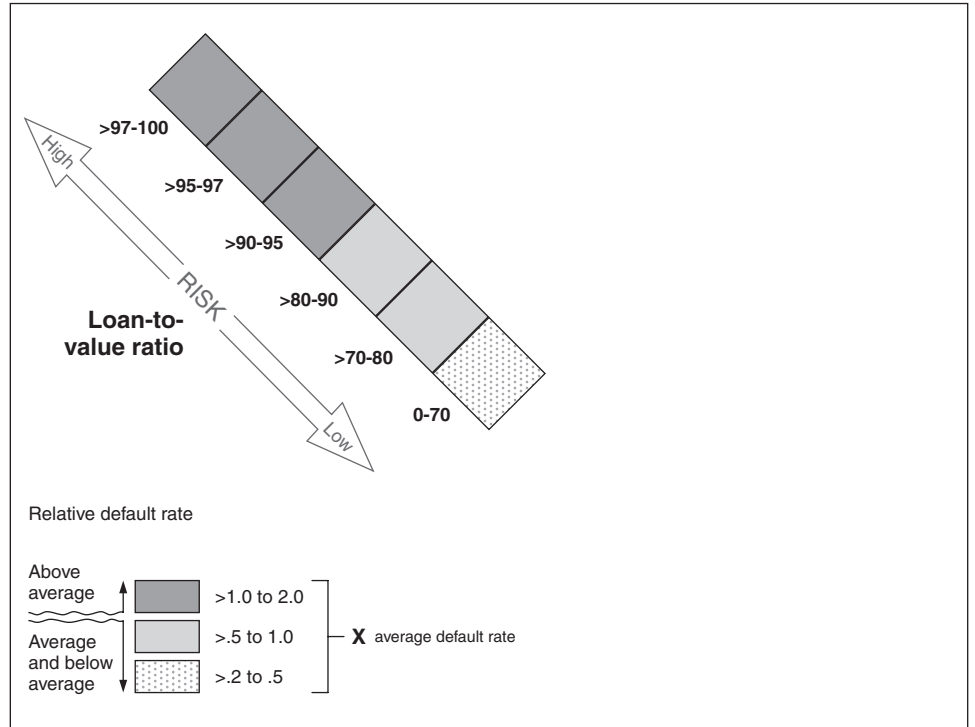 >97-100
High
>95-97
>90-95
RISK
>80-90
Loan-to-
value ratio
>70-80
0-70
Low
Relative default rate
Above
average
>1.0 to 2.0
>.5 to 1.0
X average default rate
Average
and below
average
>.2 to .5